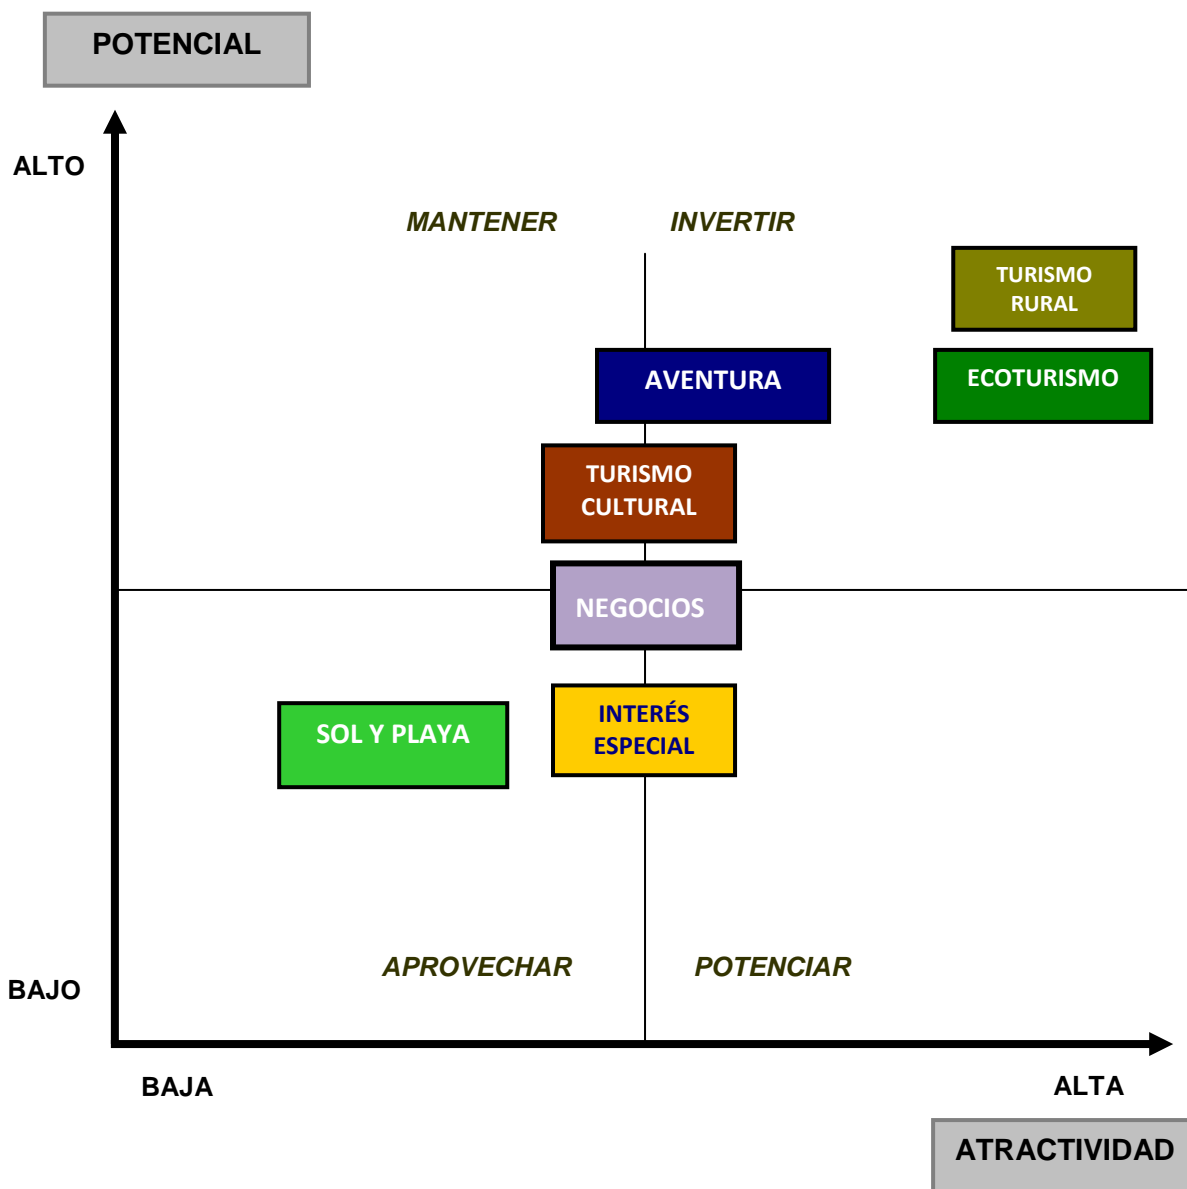 POTENCIAL
ALTO
MANTENER
INVERTIR
TURISMO
RURAL
AVENTURA
ECOTURISMO
TURISMO
CULTURAL
NEGOCIOS
SOL Y PLAYA
INTERÉS
ESPECIAL
APROVECHAR
POTENCIAR
BAJO
BAJA
ALTA
ATRACTIVIDAD